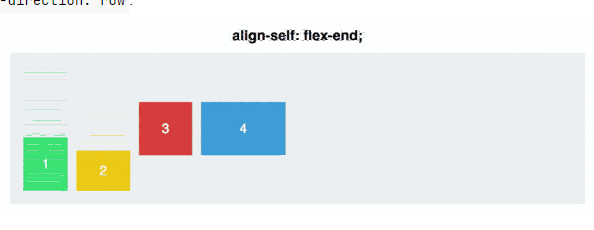 -direction: row .
align-self: flex-end;
1
2
3
4